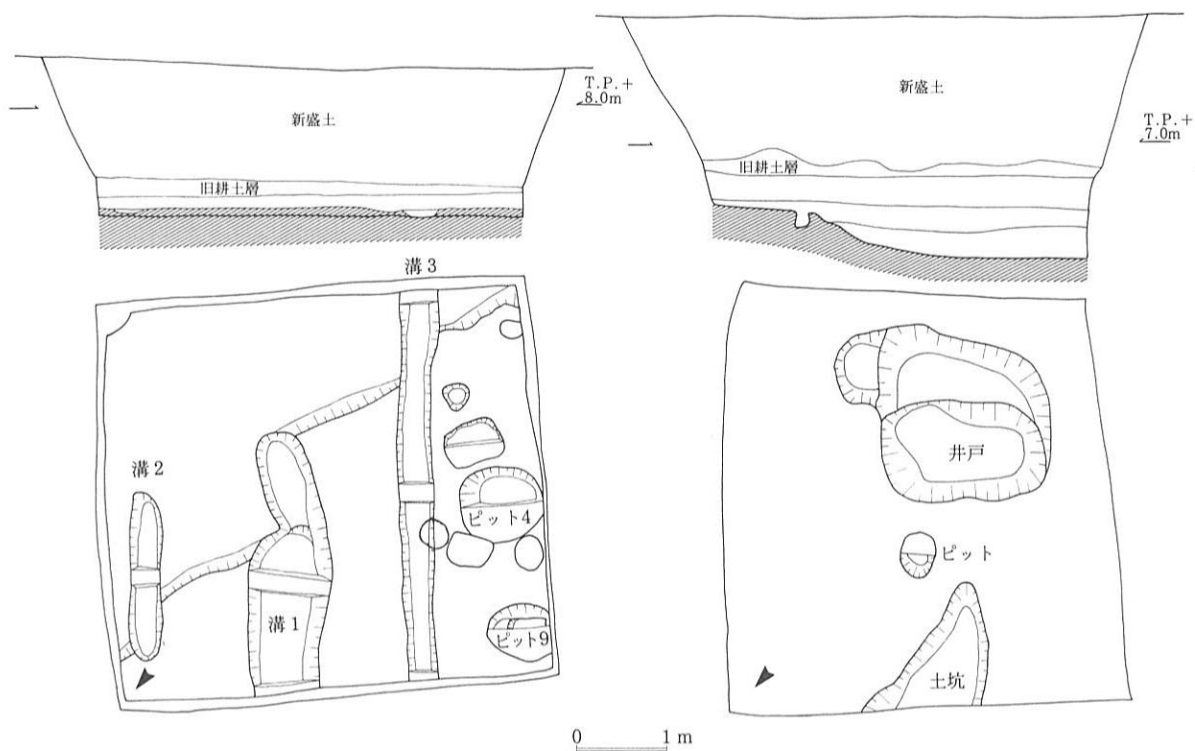 新盛土
T.P.+
8.0m
旧耕土層
新盛土
T.P.+
7.0m
旧耕土層
溝3
溝2
溝1
ピット4
ピット9
井戸
ピット
土坑
0 1m